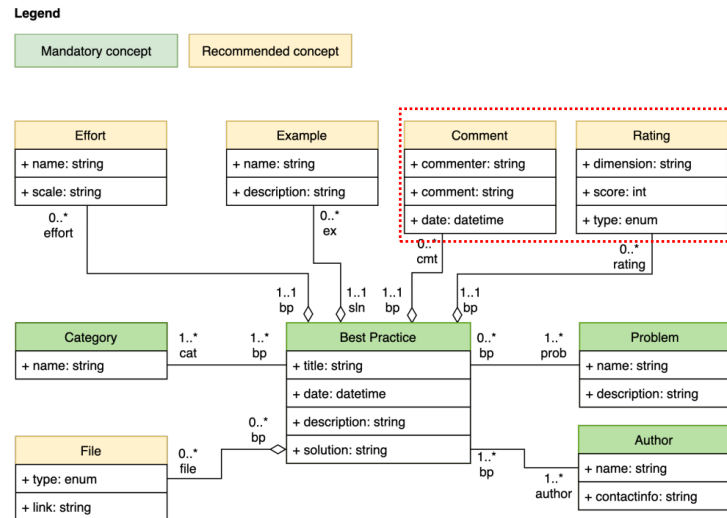 Legend
Mandatory concept
Recommended concept
Effort
+ name: string
+ scale: string
Example
+ name: string
+ description: string
Comment
+ commenter: string
+ comment: string
+ date: datetime
Rating
+ dimension: string
+ score: int
+ type: enum
0..*
effort
0..*
ex
0..*
cmt
0..*
rating
1..1
bp
1..1
sln
1..1
bp
1..1
bp
Category
+ name: string
1..*
cat
1..*
bp
Best Practice
+ title: string
+ date: datetime
+ description: string
+ solution: string
0..*
bp
1..*
prob
Problem
+ name: string
+ description: string
0..*
bp
0..*
file
File
+ type: enum
+ link: string
1..*
bp
1..*
author
Author
+ name: string
+ contactinfo: string